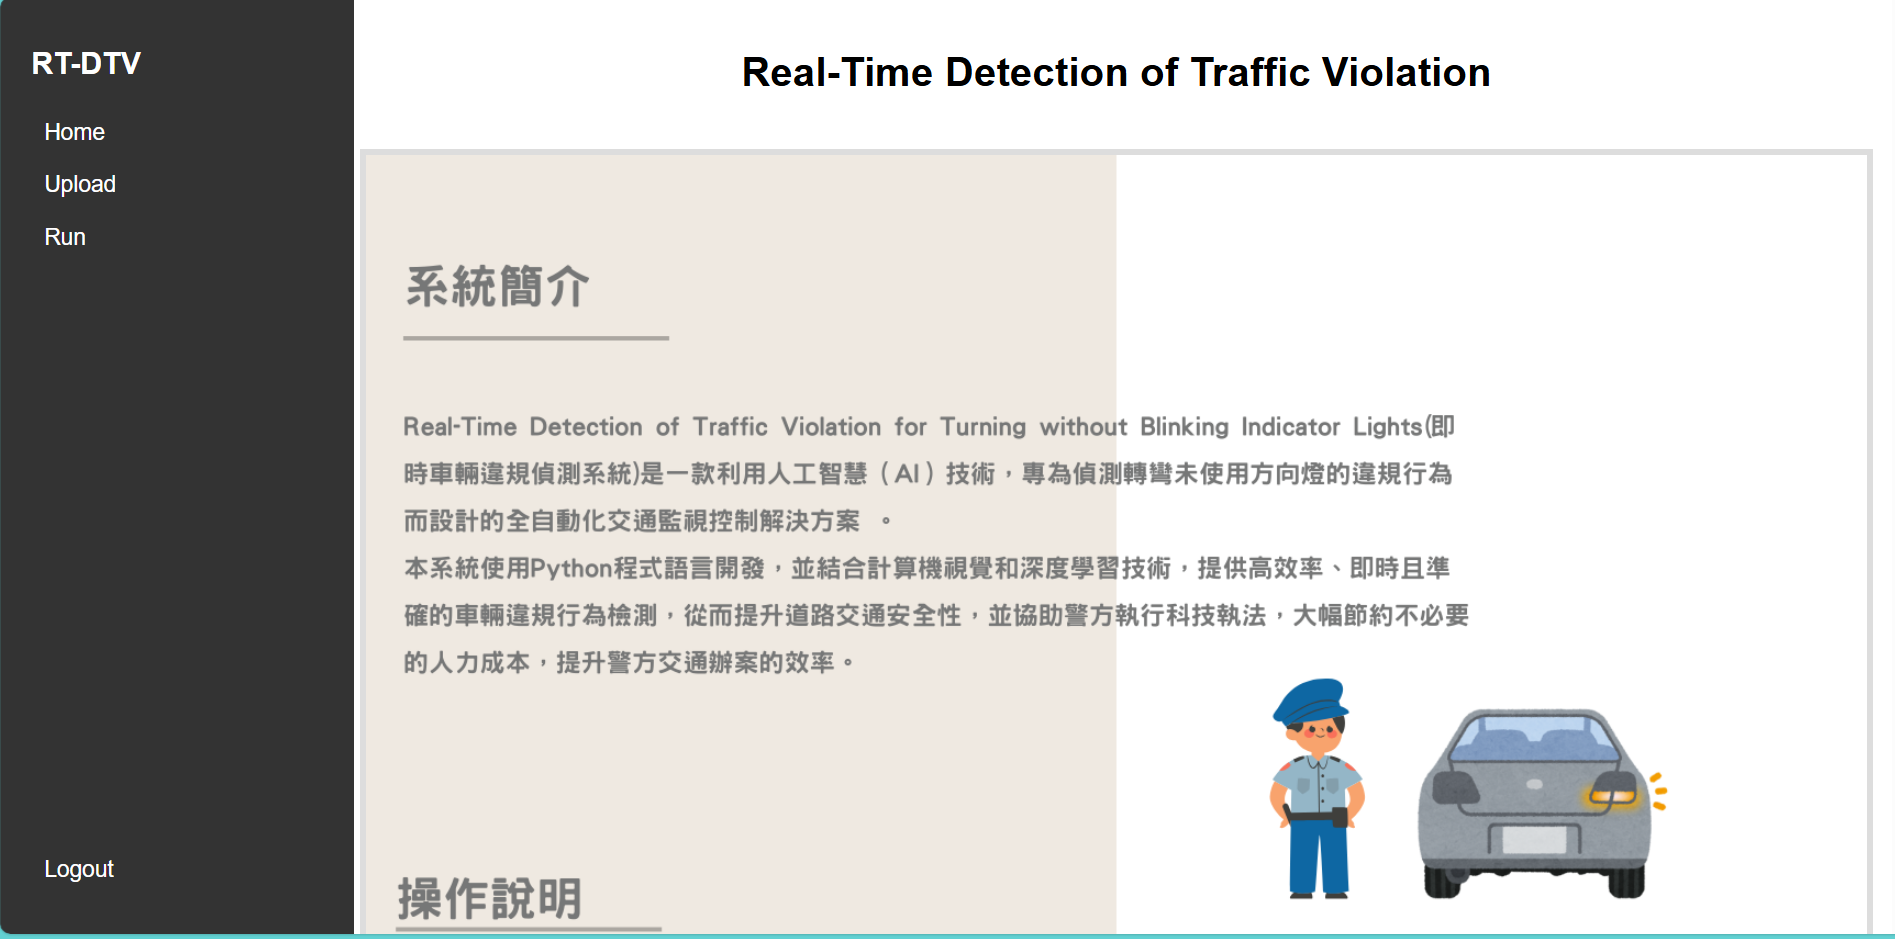 RT-DTV
Home
Upload
Run
Logout
Real-Time Detection of Traffic Violation
系統簡介
Real-Time Detection of Traffic Violation for Turning without Blinking Indicator Lights(即
時車輛違規偵測系統)是一款利用人工智慧（AI）技術，專為偵測轉彎未使用方向燈的違規行為
而設計的全自動化交通監視控制解決方案 。
本系統使用Python程式語言開發，並結合計算機視覺和深度學習技術，提供高效率、即時且準
確的車輛違規行為檢測，從而提升道路交通安全性，並協助警方執行科技執法，大幅節約不必要
的人力成本，提升警方交通辦案的效率。
操作說明